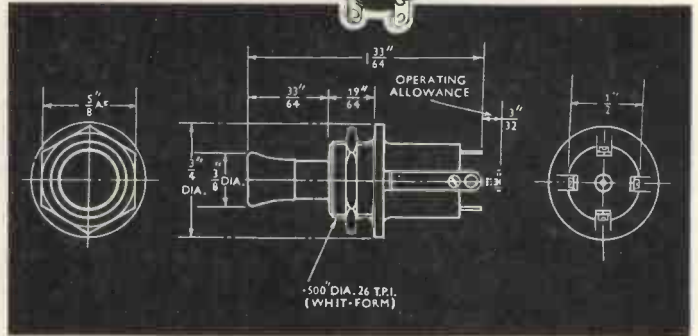 1 33/64"
33/64"
19/64"
OPERATING
ALLOWANCE
3"/32
5/8" A.F.
1/2"
3/4"
DIA.
3/8"
DIA.
·500" DIA. 26 T.P.I.
(WHIT-FORM)